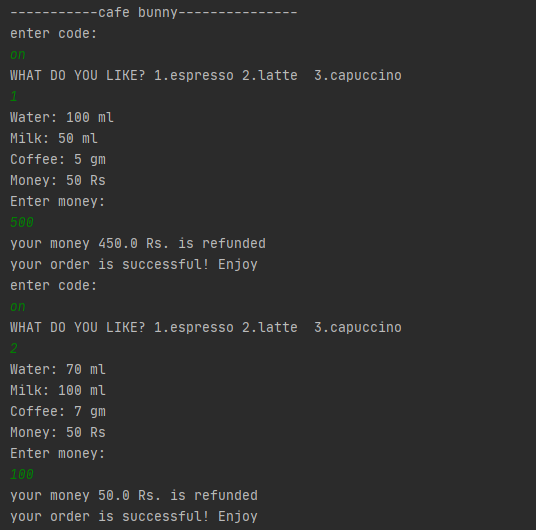 -----------cafe bunny---------------
enter code:
on
WHAT DO YOU LIKE? 1.espresso 2.latte  3.capuccino
1
Water: 100 ml
Milk: 50 ml
Coffee: 5 gm
Money: 50 Rs
Enter money:
500
your money 450.0 Rs. is refunded
your order is successful! Enjoy
enter code:
on
WHAT DO YOU LIKE? 1.espresso 2.latte  3.capuccino
2
Water: 70 ml
Milk: 100 ml
Coffee: 7 gm
Money: 50 Rs
Enter money:
100
your money 50.0 Rs. is refunded
your order is successful! Enjoy